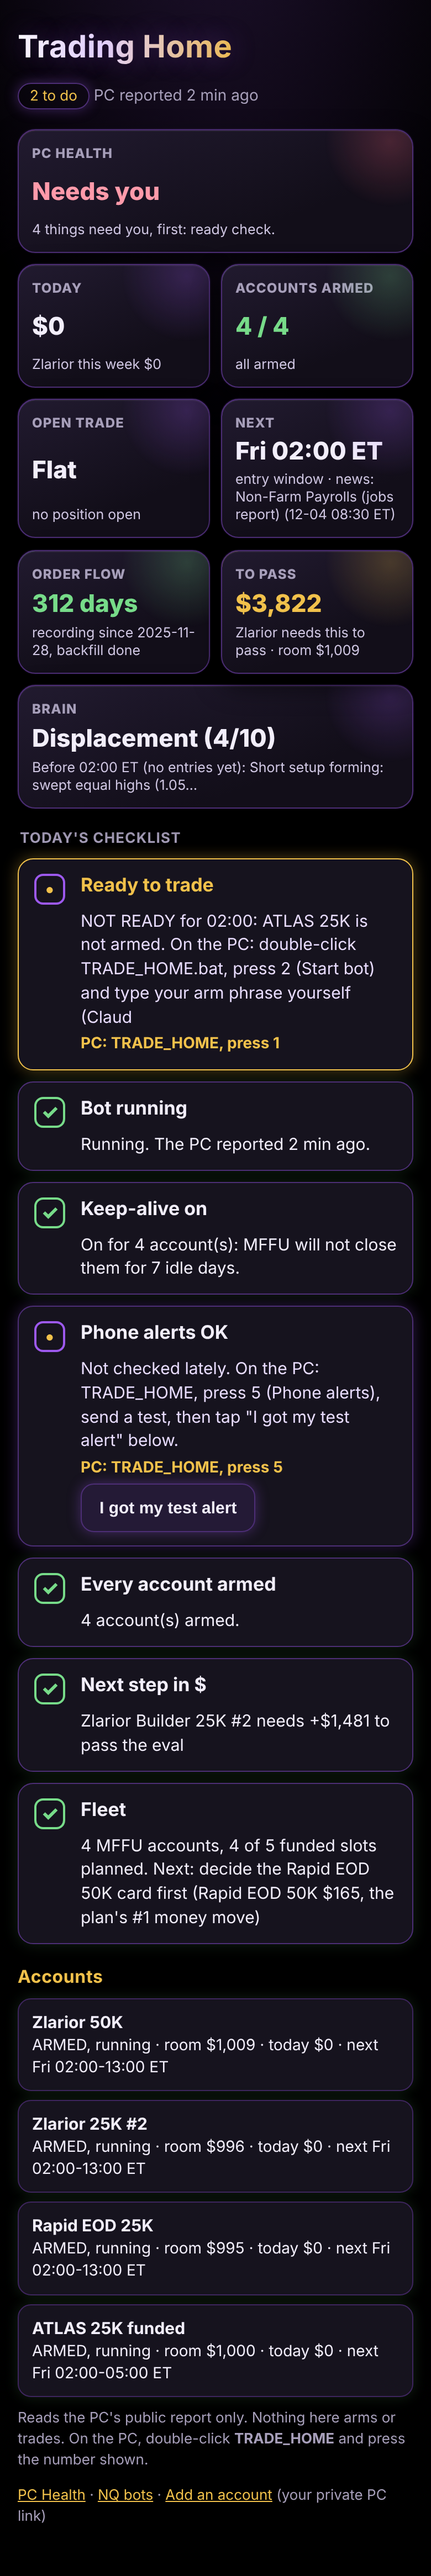 Trading Home
2 to do PC reported 2 min ago
PC HEALTH
Needs you
4 things need you, first: ready check.
TODAY
$0
Zlarior this week $0
ACCOUNTS ARMED
4 / 4
all armed
OPEN TRADE
Flat
no position open
NEXT
Fri 02:00 ET
entry window · news:
Non-Farm Payrolls (jobs
report) (12-04 08:30 ET)
ORDER FLOW
312 days
recording since 2025-11-
28, backfill done
TO PASS
$3,822
Zlarior needs this to
pass · room $1,009
BRAIN
Displacement (4/10)
Before 02:00 ET (no entries yet): Short setup forming:
swept equal highs (1.05...
TODAY'S CHECKLIST
Ready to trade
NOT READY for 02:00: ATLAS 25K is
not armed. On the PC: double-click
TRADE_HOME.bat, press 2 (Start bot)
and type your arm phrase yourself
(Claud
PC: TRADE_HOME, press 1
Bot running
Running. The PC reported 2 min ago.
Keep-alive on
On for 4 account(s): MFFU will not close
them for 7 idle days.
Phone alerts OK
Not checked lately. On the PC:
TRADE_HOME, press 5 (Phone alerts),
send a test, then tap "I got my test
alert" below.
PC: TRADE_HOME, press 5
I got my test alert
Every account armed
4 account(s) armed.
Next step in $
Zlarior Builder 25K #2 needs +$1,481 to
pass the eval
Fleet
4 MFFU accounts, 4 of 5 funded slots
planned. Next: decide the Rapid EOD
50K card first (Rapid EOD 50K $165, the
plan's #1 money move)
Accounts
Zlarior 50K
ARMED, running · room $1,009 · today $0 · next
Fri 02:00-13:00 ET
Zlarior 25K #2
ARMED, running · room $996 · today $0 · next Fri
02:00-13:00 ET
Rapid EOD 25K
ARMED, running · room $995 · today $0 · next Fri
02:00-13:00 ET
ATLAS 25K funded
ARMED, running · room $1,000 · today $0 · next
Fri 02:00-05:00 ET
Reads the PC's public report only. Nothing here arms or
trades. On the PC, double-click TRADE_HOME and press
the number shown.
PC Health · NQ bots · Add an account (your private PC
link)